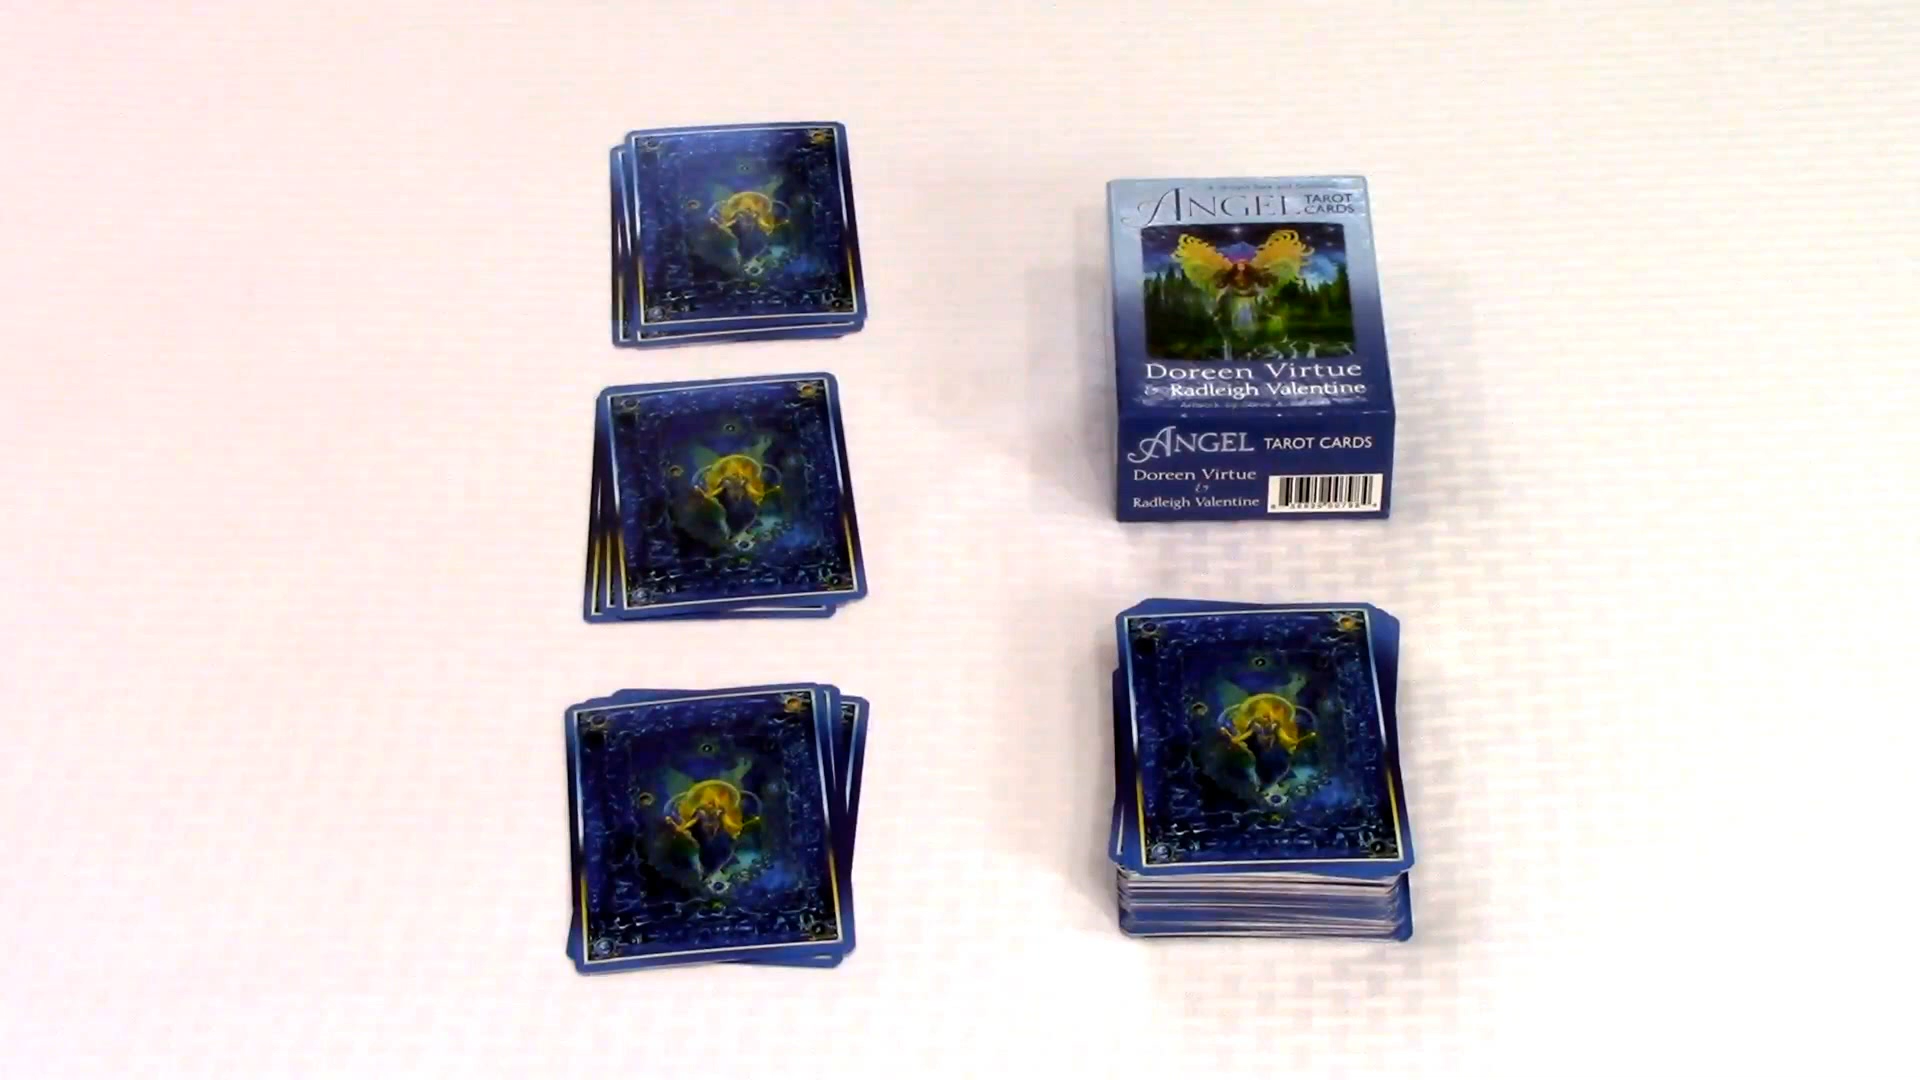 ANGEL TAROT CARDS
Doreen Virtue
& Radleigh Valentine
ANGEL TAROT CARDS
Doreen Virtue
&
Radleigh Valentine